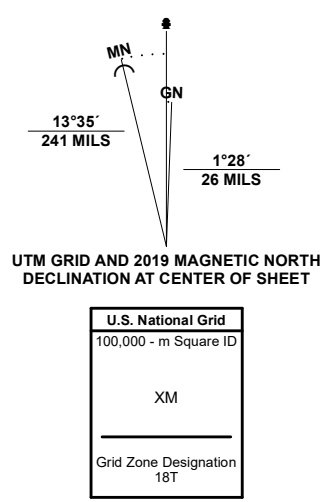 MN
GN
13°35´
241 MILS
1°28´
26 MILS
UTM GRID AND 2019 MAGNETIC NORTH
DECLINATION AT CENTER OF SHEET
U.S. National Grid
100,000 - m Square ID
XM
Grid Zone Designation
18T